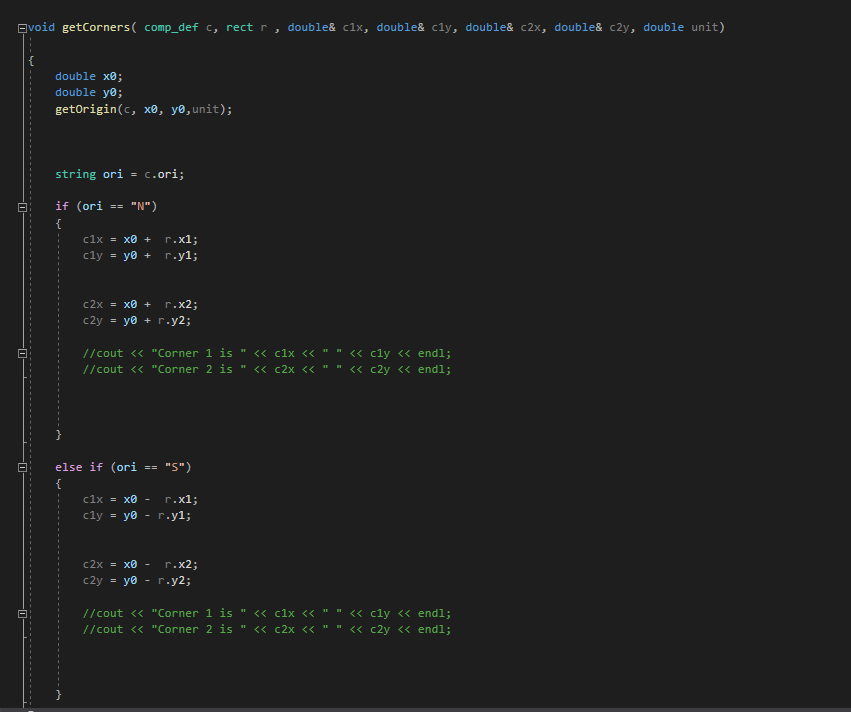 void getCorners( comp_def c, rect r , double& c1x, double& c1y, double& c2x, double& c2y, double unit)
{
double x0;
double y0;
getOrigin(c, x0, y0,unit);
string ori = c.ori;
if (ori == "N")
{
c1x = x0 +  r.x1;
c1y = y0 +  r.y1;
c2x = x0 +  r.x2;
c2y = y0 + r.y2;
//cout << "Corner 1 is " << c1x << " " << c1y << endl;
//cout << "Corner 2 is " << c2x << " " << c2y << endl;
}
else if (ori == "S")
{
c1x = x0 -  r.x1;
c1y = y0 - r.y1;
c2x = x0 -  r.x2;
c2y = y0 - r.y2;
//cout << "Corner 1 is " << c1x << " " << c1y << endl;
//cout << "Corner 2 is " << c2x << " " << c2y << endl;
}